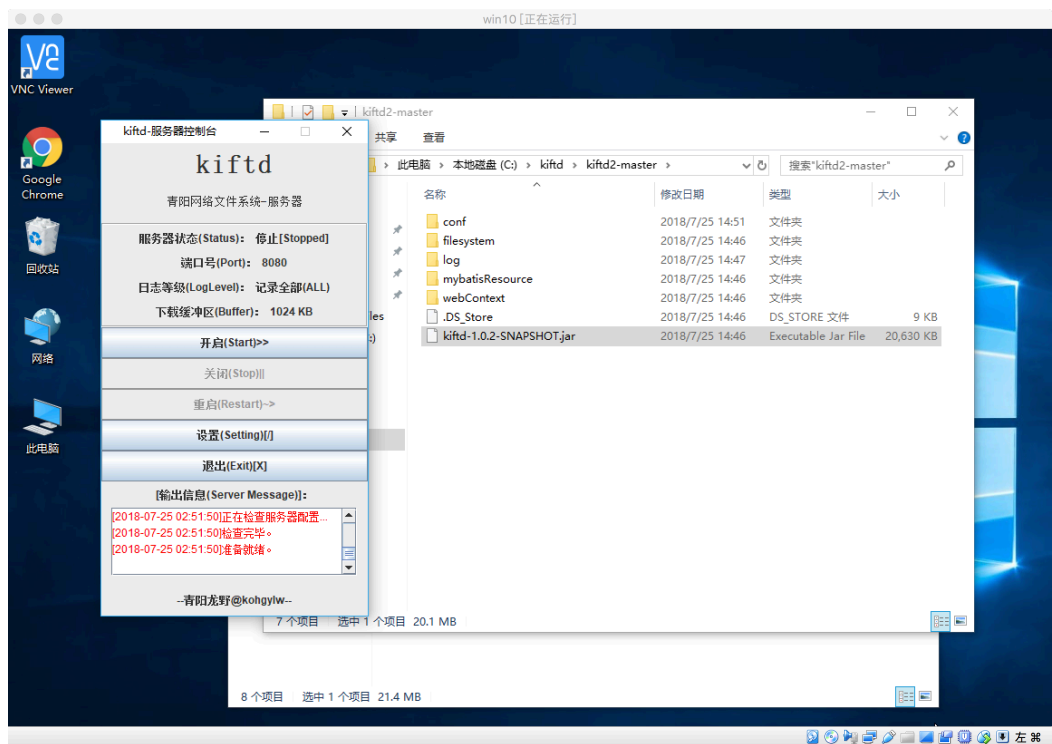 win10 [正在运行]
VNC Viewer
Google
Chrome
回收站
网络
此电脑
kiftd2-master
共享 查看
此电脑 › 本地磁盘 (C:) › kiftd › kiftd2-master ›
搜索"kiftd2-master"
名称 修改日期 类型 大小
conf 2018/7/25 14:51 文件夹
filesystem 2018/7/25 14:46 文件夹
log 2018/7/25 14:47 文件夹
mybatisResource 2018/7/25 14:46 文件夹
webContext 2018/7/25 14:46 文件夹
.DS_Store 2018/7/25 14:46 DS_STORE 文件 9 KB
kiftd-1.0.2-SNAPSHOT.jar 2018/7/25 14:46 Executable Jar File 20,630 KB
les
:)
7 个项目 选中 1 个项目 20.1 MB
8 个项目 选中 1 个项目 21.4 MB
kiftd-服务器控制台
kiftd
青阳网络文件系统-服务器
服务器状态(Status): 停止[Stopped]
端口号(Port): 8080
日志等级(LogLevel): 记录全部(ALL)
下载缓冲区(Buffer): 1024 KB
开启(Start)>>
关闭(Stop)||
重启(Restart)~>
设置(Setting)[/]
退出(Exit)[X]
[输出信息(Server Message)]:
[2018-07-25 02:51:50]正在检查服务器配置...
[2018-07-25 02:51:50]检查完毕。
[2018-07-25 02:51:50]准备就绪。
--青阳龙野@kohgylw--
左 ⌘